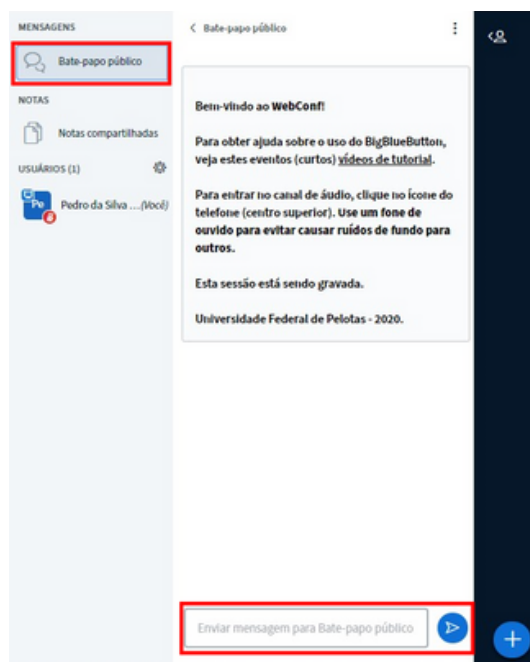 MENSAGENS
Bate-papo público
NOTAS
Notas compartilhadas
USUÁRIOS (1)
Pe
Pedro da Silva ...(Você)
Bate-papo público
Bem-vindo ao WebConf!
Para obter ajuda sobre o uso do BigBlueButton,
veja estes eventos (curtos) vídeos de tutorial.
Para entrar no canal de áudio, clique no ícone do
telefone (centro superior). Use um fone de
ouvido para evitar causar ruídos de fundo para
outros.
Esta sessão está sendo gravada.
Universidade Federal de Pelotas - 2020.
Enviar mensagem para Bate-papo público